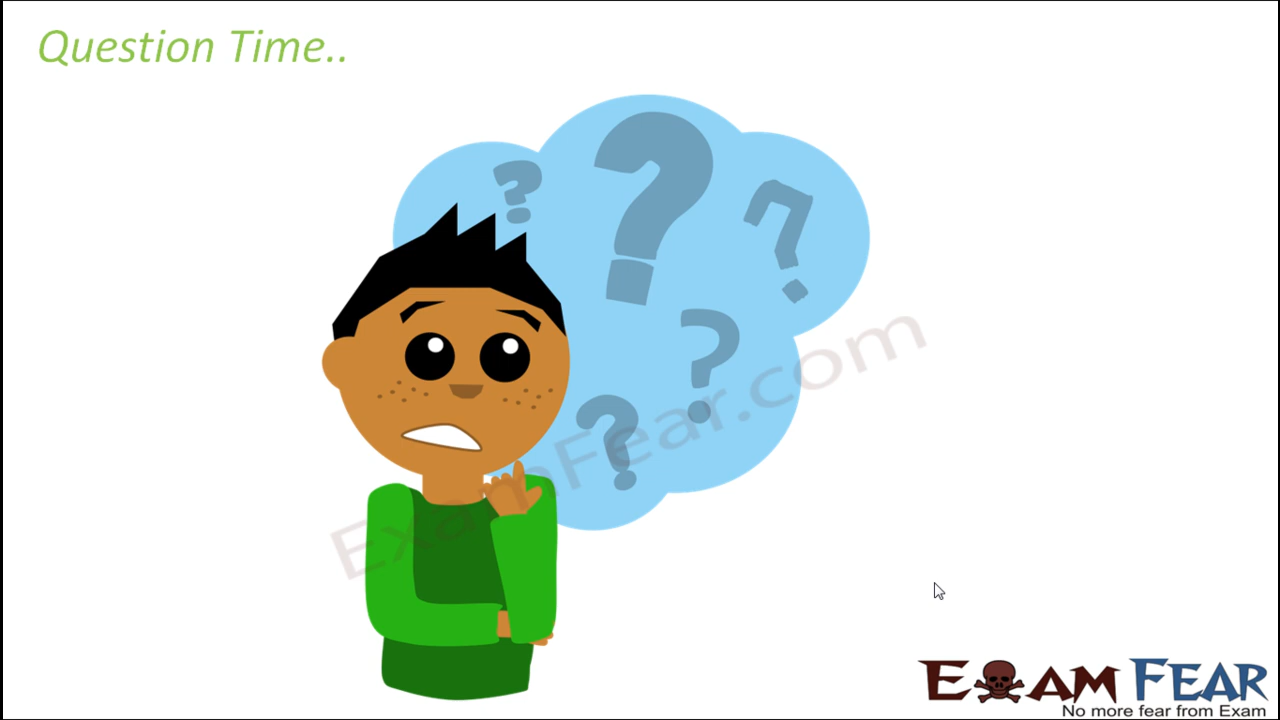 Question Time..
? ? ?
?
?
ExamFear.com
EXAM FEAR
No more fear from Exam